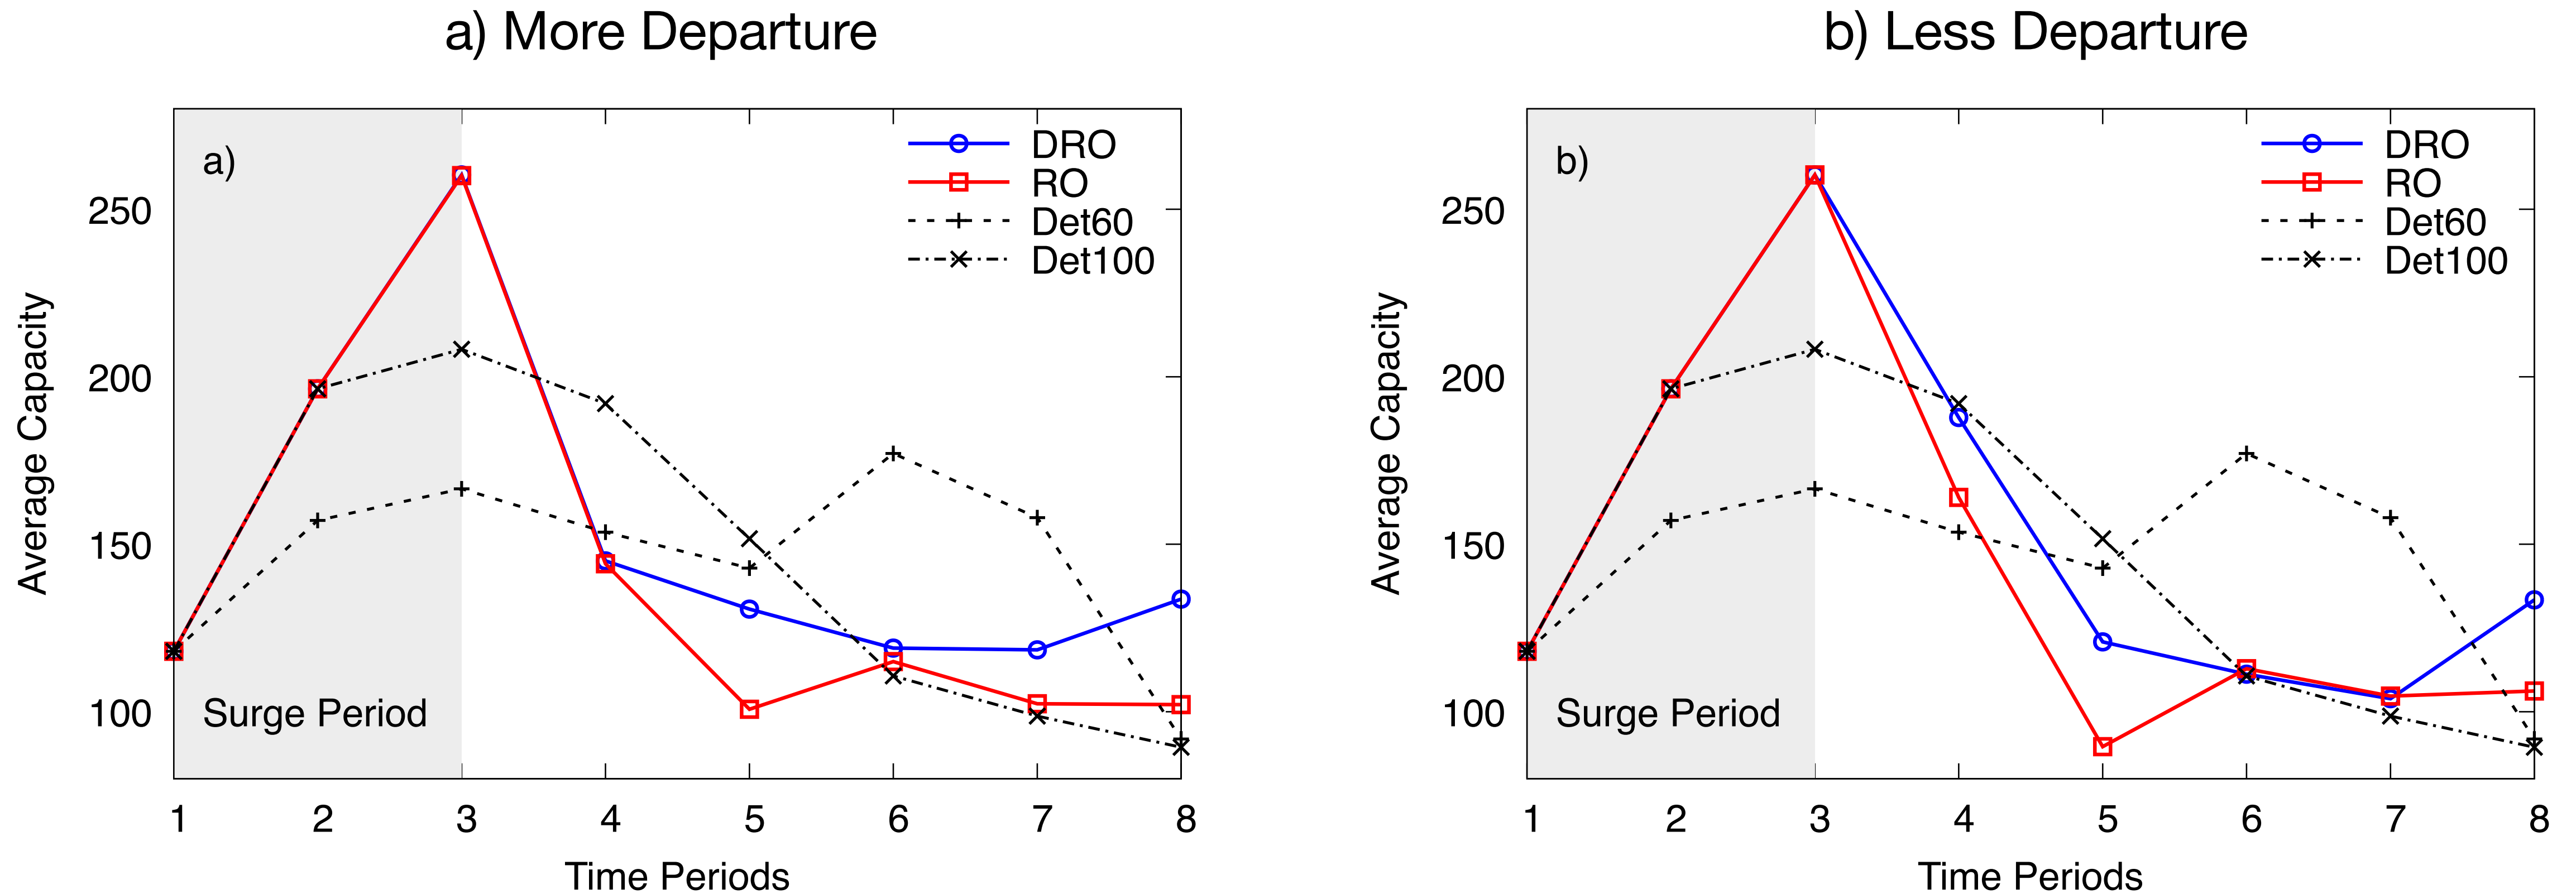 a) More Departure
a)
DRO
RO
Det60
Det100
250
200
150
100
Average Capacity
Surge Period
1 2 3 4 5 6 7 8
Time Periods
b) Less Departure
b)
DRO
RO
Det60
Det100
250
200
150
100
Average Capacity
Surge Period
1 2 3 4 5 6 7 8
Time Periods